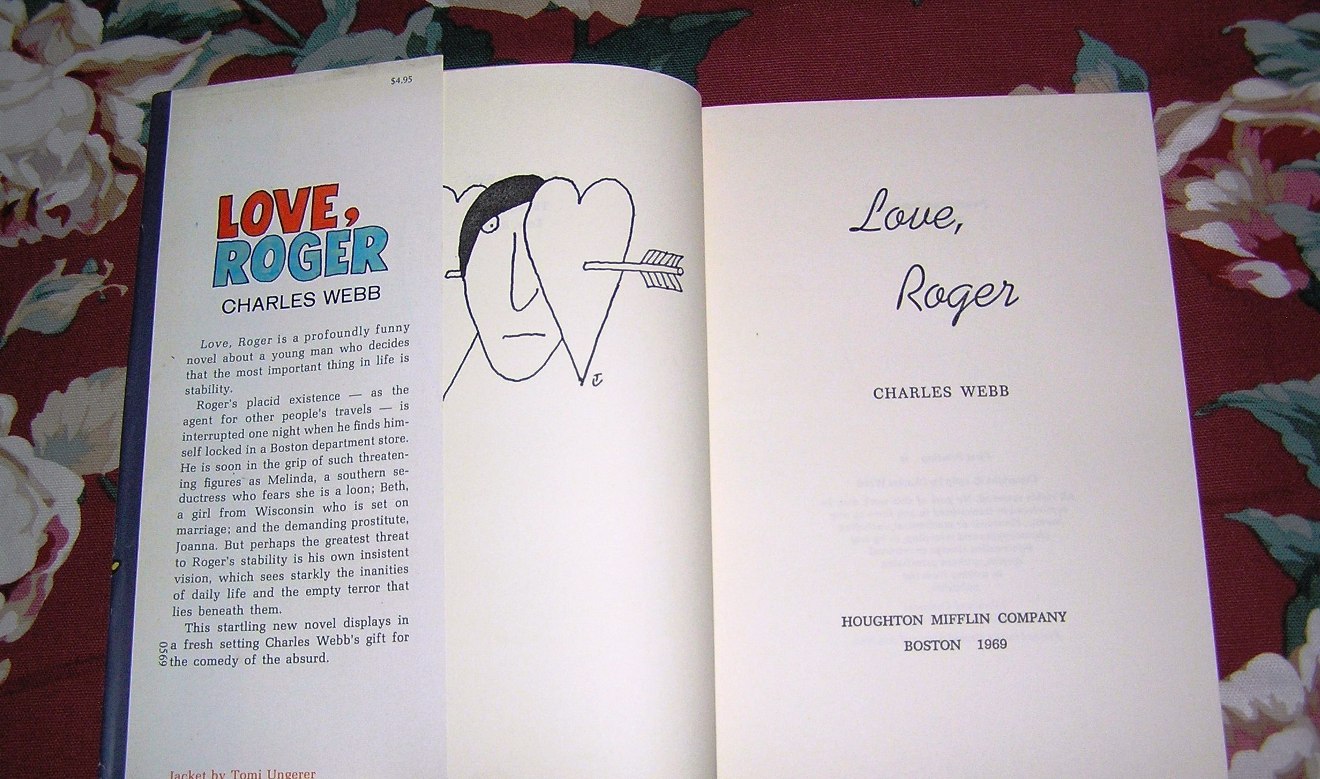 $4.95
LOVE,
ROGER
CHARLES WEBB
Love, Roger is a profoundly funny
novel about a young man who decides
that the most important thing in life is
stability.
Roger's placid existence — as the
agent for other people's travels — is
interrupted one night when he finds him-
self locked in a Boston department store.
He is soon in the grip of such threaten-
ing figures as Melinda, a southern se-
ductress who fears she is a loon; Beth,
a girl from Wisconsin who is set on
marriage; and the demanding prostitute,
Joanna. But perhaps the greatest threat
to Roger's stability is his own insistent
vision, which sees starkly the inanities
of daily life and the empty terror that
lies beneath them.
This startling new novel displays in
a fresh setting Charles Webb's gift for
the comedy of the absurd.
0569
Jacket by Tomi Ungerer
Love,
Roger
CHARLES WEBB
HOUGHTON MIFFLIN COMPANY
BOSTON 1969